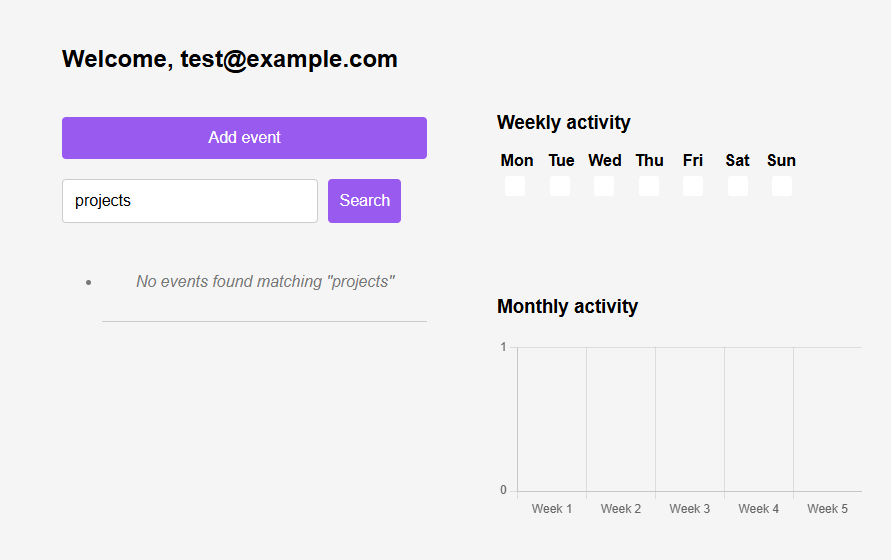 Welcome, test@example.com
Add event
projects
Search
No events found matching "projects"
Weekly activity
Mon Tue Wed Thu Fri Sat Sun
Monthly activity
1
0
Week 1 Week 2 Week 3 Week 4 Week 5